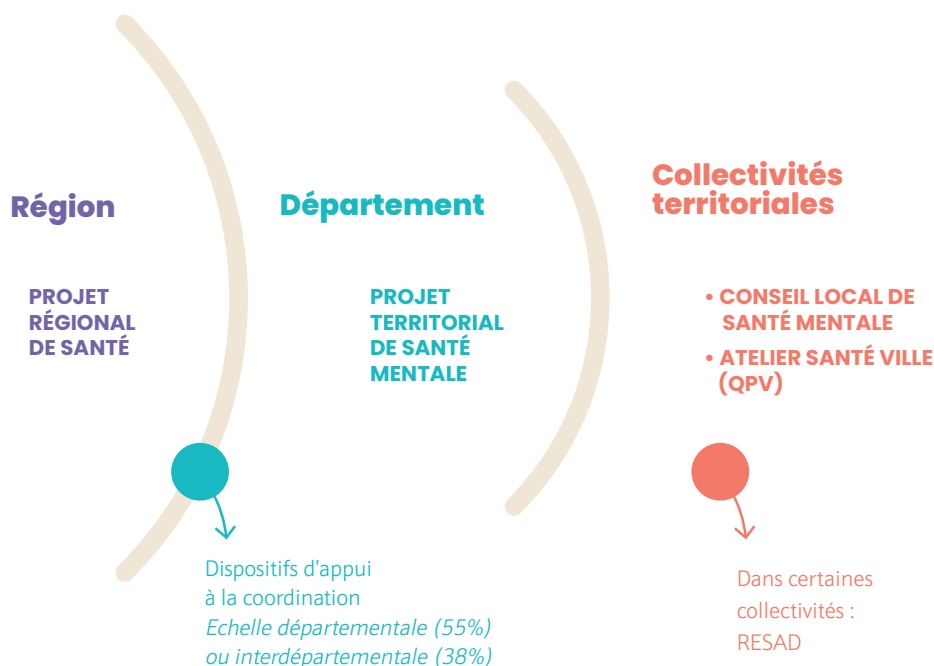 Région
PROJET
RÉGIONAL
DE SANTÉ
Département
PROJET
TERRITORIAL
DE SANTÉ
MENTALE
Dispositifs d'appui
à la coordination
Echelle départementale (55%)
ou interdépartementale (38%)
Collectivités
territoriales
• CONSEIL LOCAL DE
SANTÉ MENTALE
• ATELIER SANTÉ VILLE
(QPV)
Dans certaines
collectivités :
RESAD